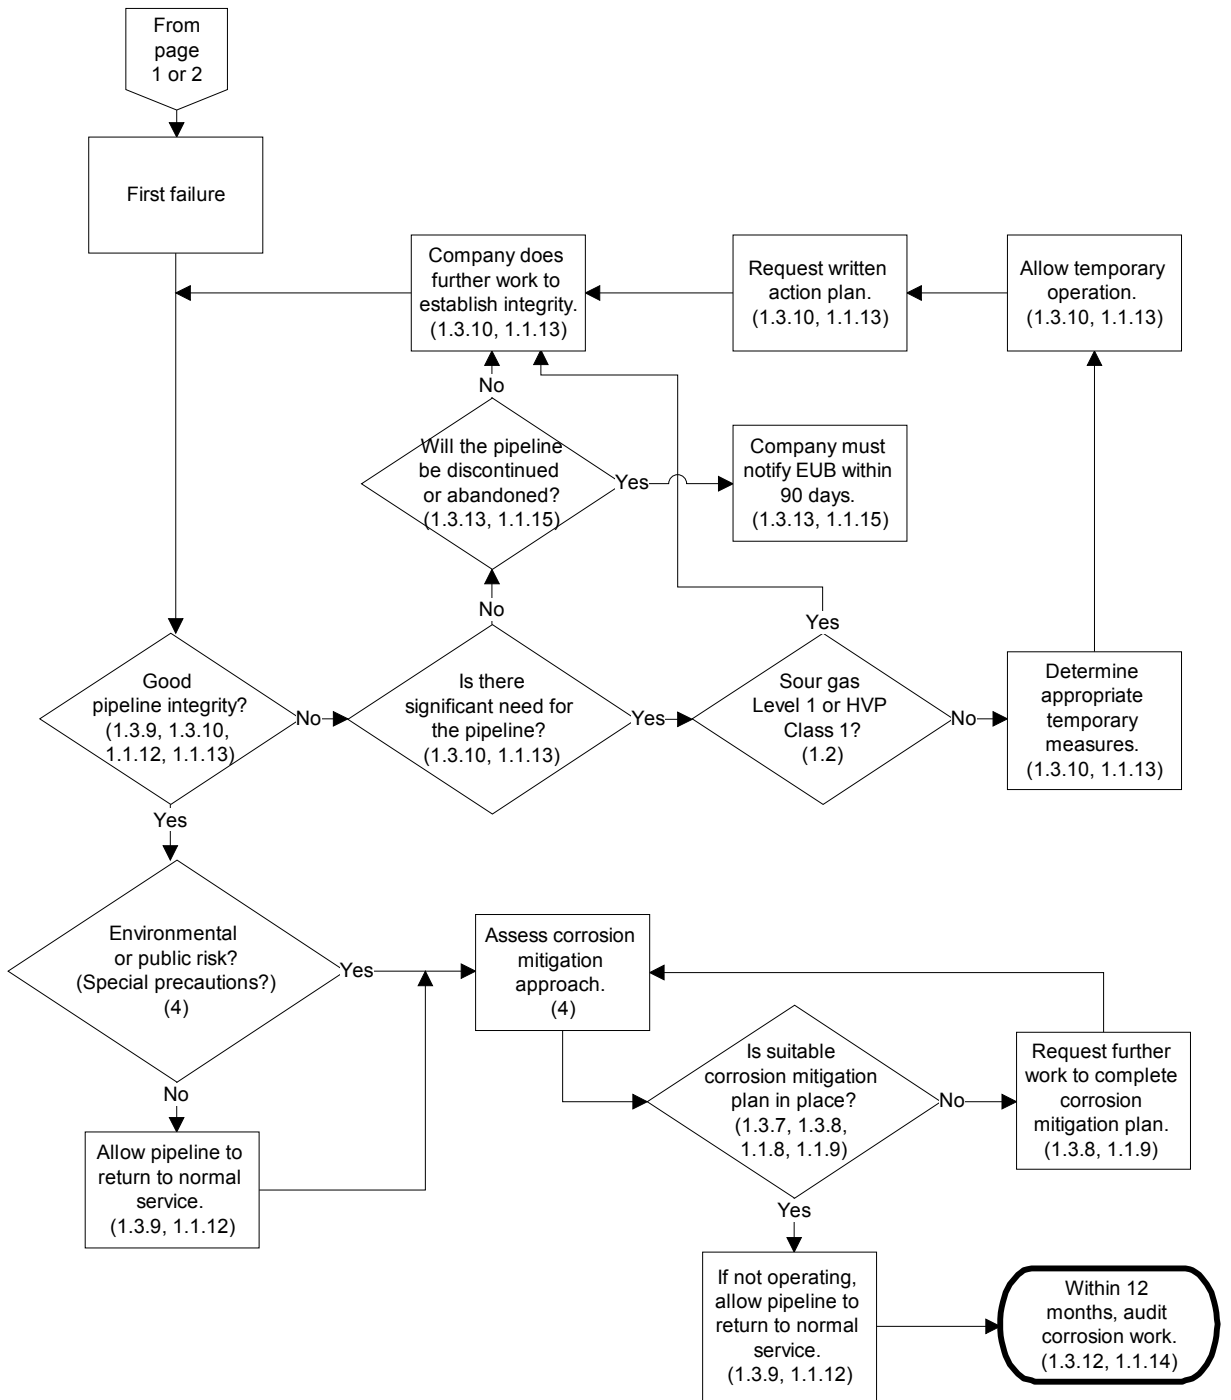 From
page
1 or 2
First failure
Company does
further work to
establish integrity.
(1.3.10, 1.1.13)
Request written
action plan.
(1.3.10, 1.1.13)
Allow temporary
operation.
(1.3.10, 1.1.13)
No
Will the pipeline
be discontinued
or abandoned?
(1.3.13, 1.1.15)
Yes
Company must
notify EUB within
90 days.
(1.3.13, 1.1.15)
No
Yes
Good
pipeline integrity?
(1.3.9, 1.3.10,
1.1.12, 1.1.13)
No
Is there
significant need for
the pipeline?
(1.3.10, 1.1.13)
Yes
Sour gas
Level 1 or HVP
Class 1?
(1.2)
No
Determine
appropriate
temporary
measures.
(1.3.10, 1.1.13)
Yes
Environmental
or public risk?
(Special precautions?)
(4)
Yes
Assess corrosion
mitigation
approach.
(4)
Is suitable
corrosion mitigation
plan in place?
(1.3.7, 1.3.8,
1.1.8, 1.1.9)
No
Request further
work to complete
corrosion
mitigation plan.
(1.3.8, 1.1.9)
No
Allow pipeline to
return to normal
service.
(1.3.9, 1.1.12)
Yes
If not operating,
allow pipeline to
return to normal
service.
(1.3.9, 1.1.12)
Within 12
months, audit
corrosion work.
(1.3.12, 1.1.14)